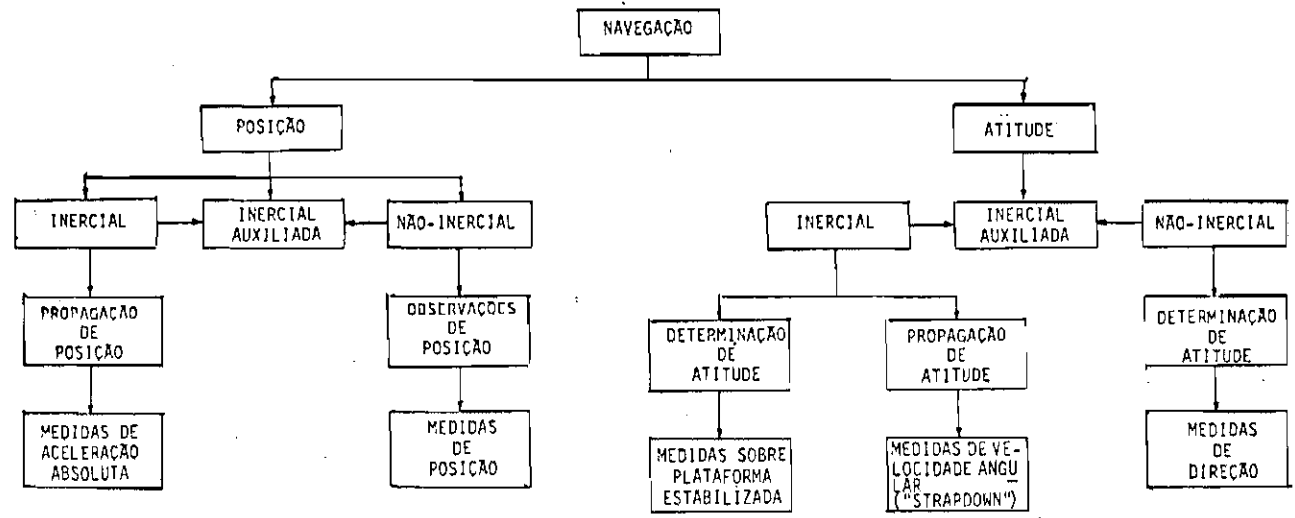 NAVEGAÇÃO
POSIÇÃO
ATITUDE
INERCIAL
INERCIAL
AUXILIADA
NÃO-INERCIAL
INERCIAL
INERCIAL
AUXILIADA
NÃO-INERCIAL
PROPAGAÇÃO
DE
POSIÇÃO
OBSERVAÇÕES
DE
POSIÇÃO
DETERMINAÇÃO
DE
ATITUDE
PROPAGAÇÃO
DE
ATITUDE
DETERMINAÇÃO
DE
ATITUDE
MEDIDAS DE
ACELERAÇÃO
ABSOLUTA
MEDIDAS
DE
POSIÇÃO
MEDIDAS SOBRE
PLATAFORMA
ESTABILIZADA
MEDIDAS DE VE-
LOCIDADE ANGU
LAR
("STRAPDOWN")
MEDIDAS
DE
DIREÇÃO